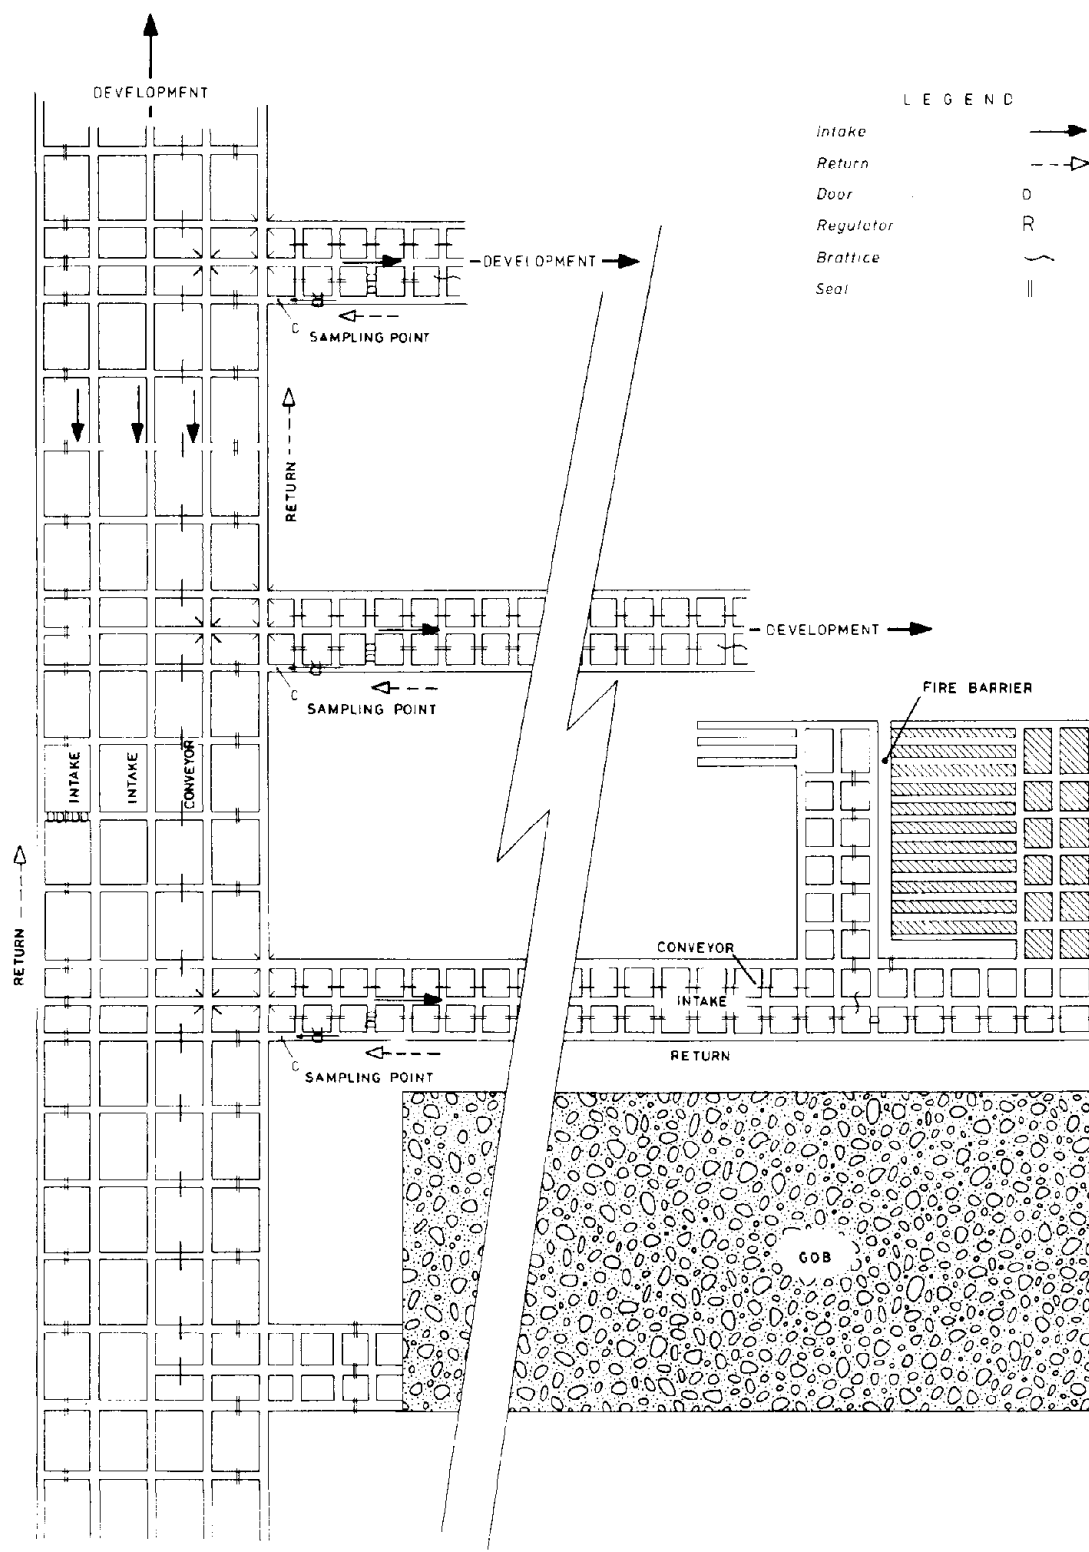 DEVELOPMENT
L E G E N D
Intake
Return
Door D
Regulator R
Brattice
Seal
DEVELOPMENT
C
SAMPLING POINT
RETURN
DEVELOPMENT
C
SAMPLING POINT
FIRE BARRIER
INTAKE
INTAKE
CONVEYOR
RETURN
CONVEYOR
INTAKE
C
SAMPLING POINT
RETURN
GOB